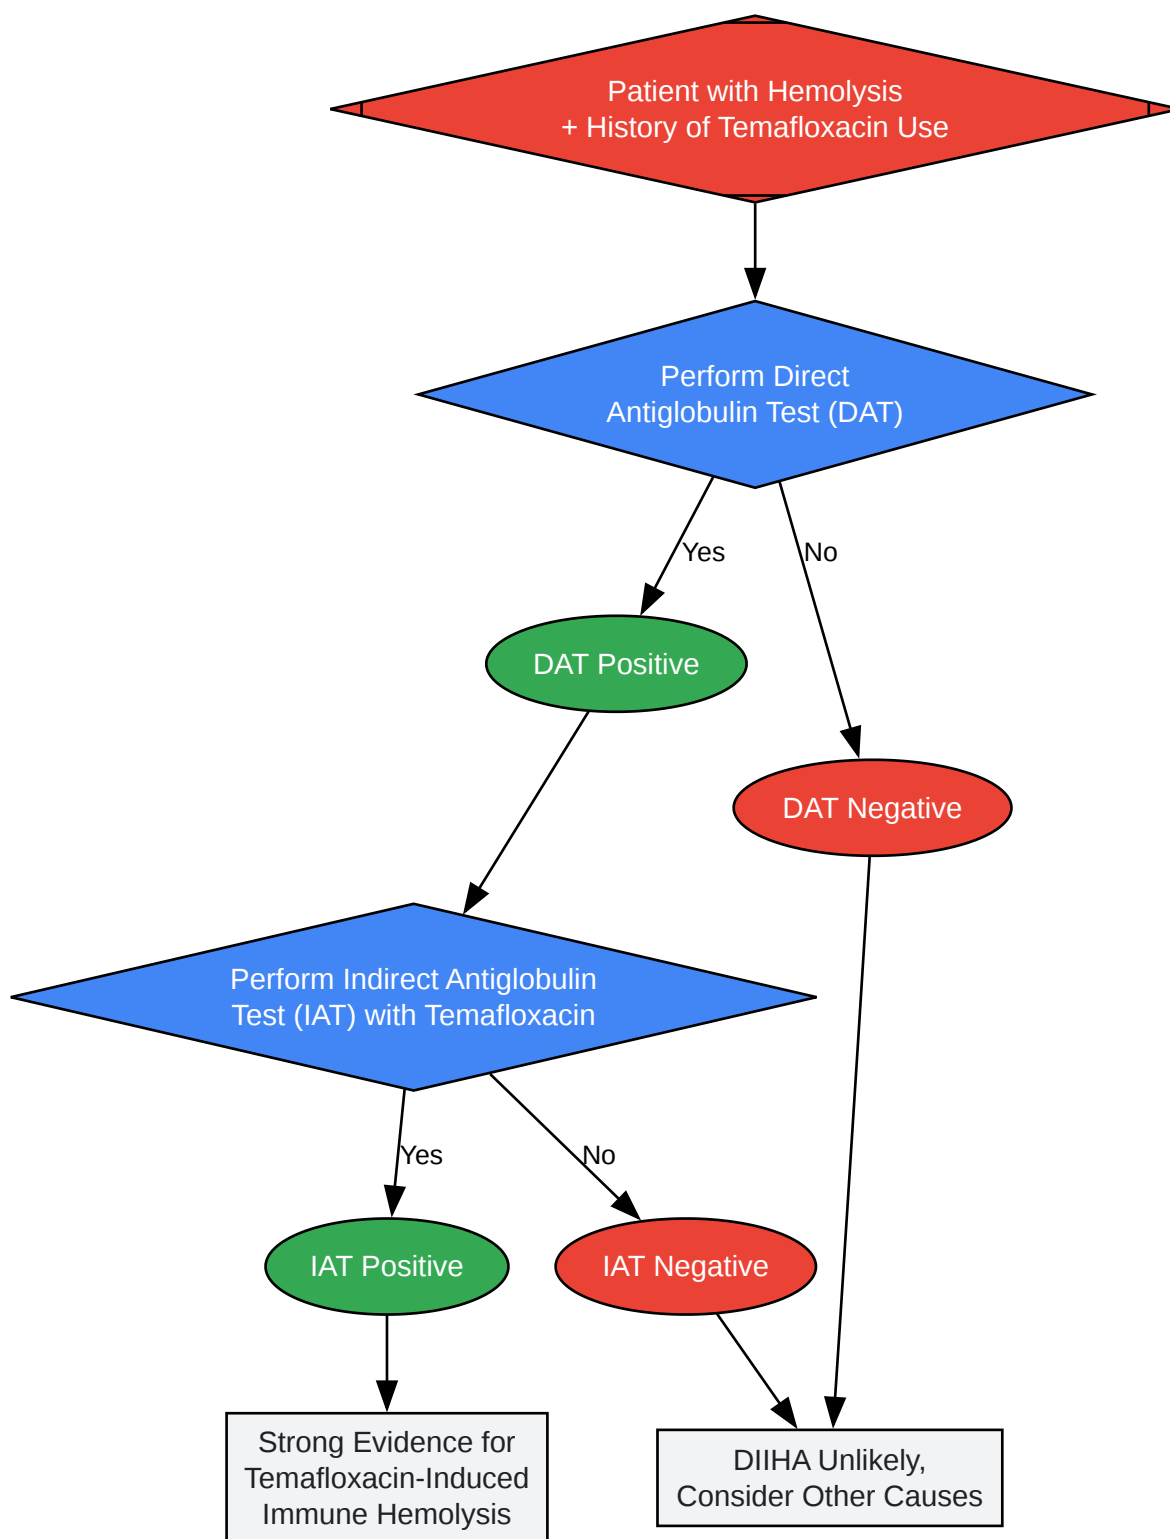 Patient with Hemolysis
+ History of Temafloxacin Use
Perform Direct
Antiglobulin Test (DAT)
Yes
No
DAT Positive
DAT Negative
Perform Indirect Antiglobulin
Test (IAT) with Temafloxacin
Yes
No
IAT Positive
IAT Negative
Strong Evidence for
Temafloxacin-Induced
Immune Hemolysis
DIIHA Unlikely,
Consider Other Causes